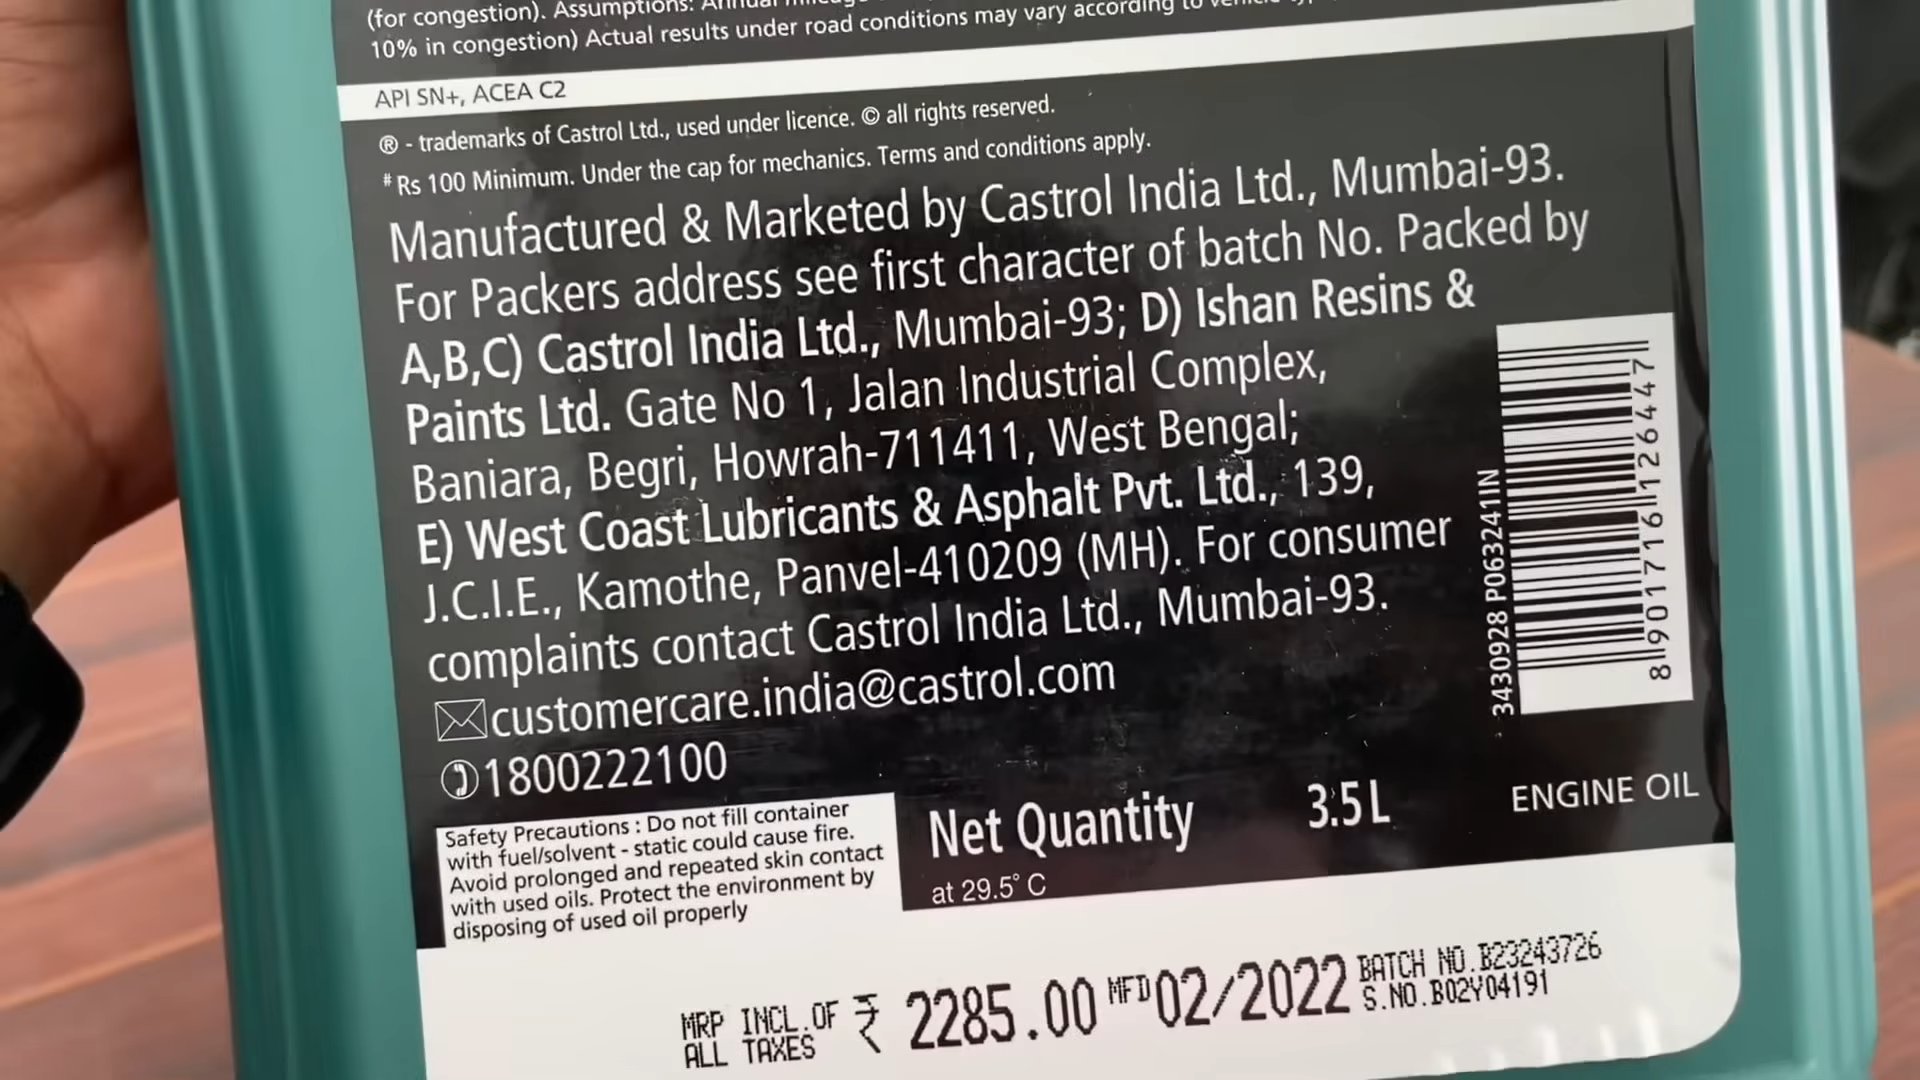 (for congestion). Assumptions: Annual
10% in congestion) Actual results under road conditions may vary according to
API SN+, ACEA C2
® - trademarks of Castrol Ltd., used under licence. © all rights reserved.
# Rs 100 Minimum. Under the cap for mechanics. Terms and conditions apply.
Manufactured & Marketed by Castrol India Ltd., Mumbai-93.
For Packers address see first character of batch No. Packed by
A,B,C) Castrol India Ltd., Mumbai-93; D) Ishan Resins &
Paints Ltd. Gate No 1, Jalan Industrial Complex,
Baniara, Begri, Howrah-711411, West Bengal;
E) West Coast Lubricants & Asphalt Pvt. Ltd., 139,
J.C.I.E., Kamothe, Panvel-410209 (MH). For consumer
complaints contact Castrol India Ltd., Mumbai-93.
customercare.india@castrol.com
1800222100
3430928 P063241IN
8 901716 126447
Safety Precautions : Do not fill container
with fuel/solvent - static could cause fire.
Avoid prolonged and repeated skin contact
with used oils. Protect the environment by
disposing of used oil properly
Net Quantity 3.5 L
at 29.5° C
ENGINE OIL
MRP INCL.OF ALL TAXES ₹ 2285.00 MFD 02/2022
BATCH NO.B23243726
S.NO.B02Y04191